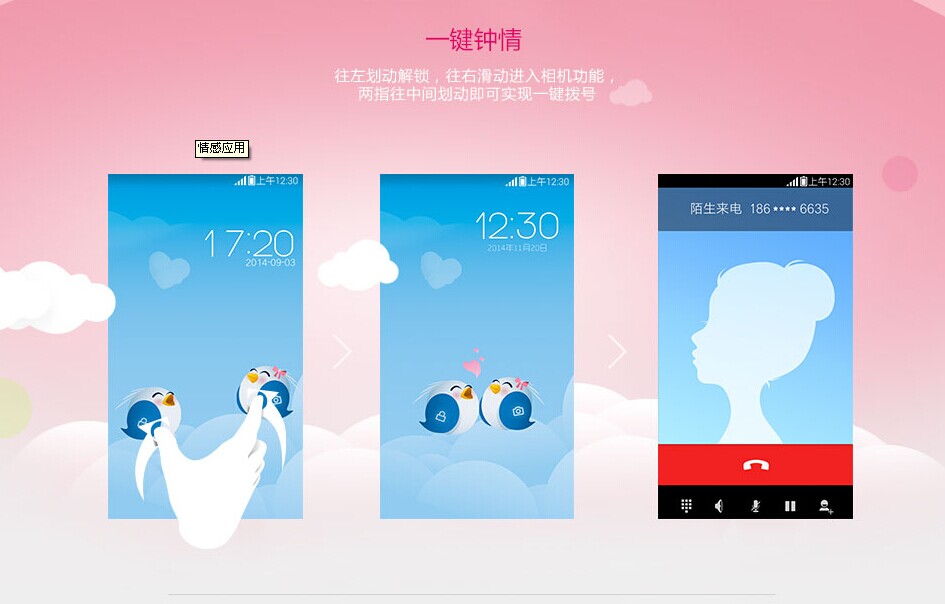 一键钟情
往左划动解锁，往右滑动进入相机功能，
两指往中间划动即可实现一键拨号
情感应用
上午12:30
17:20
2014-09-03
上午12:30
12:30
2014年11月20日
上午12:30
陌生来电 186 **** 6635